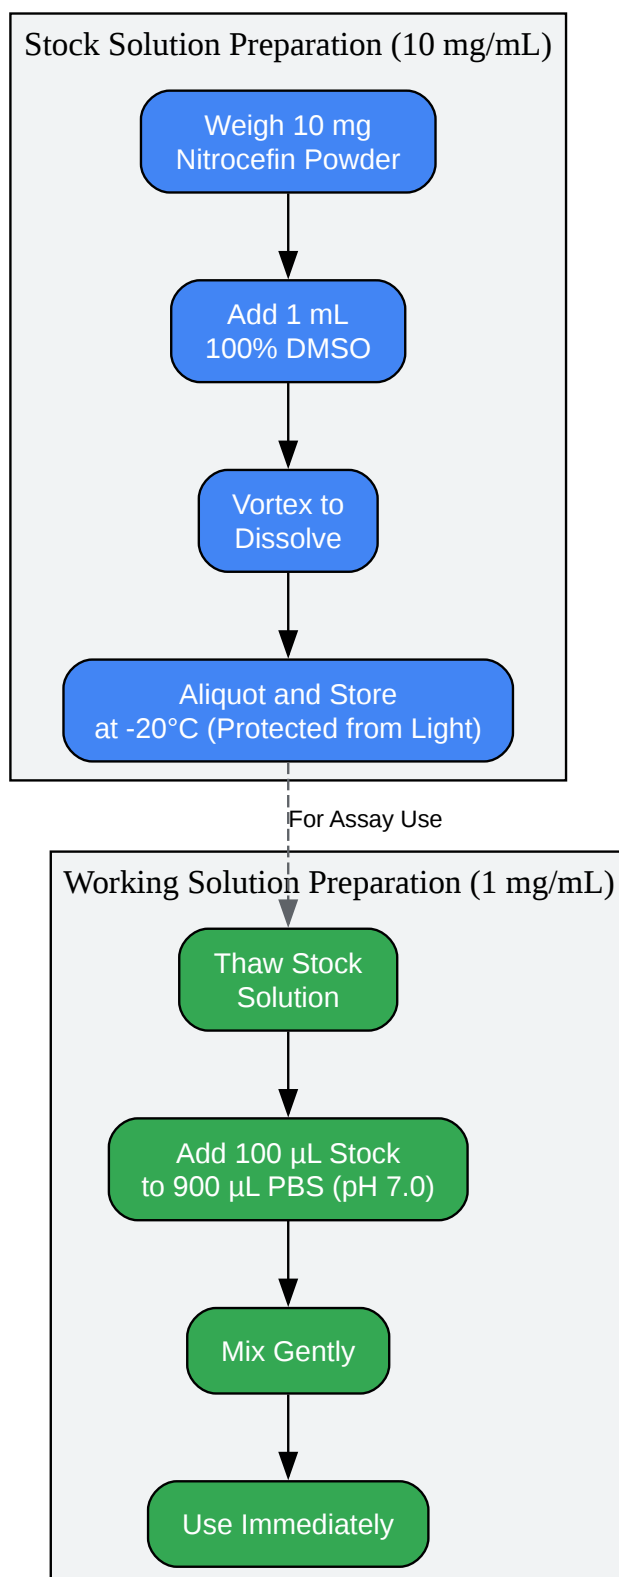 Stock Solution Preparation (10 mg/mL)
Weigh 10 mg
Nitrocefin Powder
Add 1 mL
100% DMSO
Vortex to
Dissolve
Aliquot and Store
at -20°C (Protected from Light)
For Assay Use
Working Solution Preparation (1 mg/mL)
Thaw Stock
Solution
Add 100 µL Stock
to 900 µL PBS (pH 7.0)
Mix Gently
Use Immediately